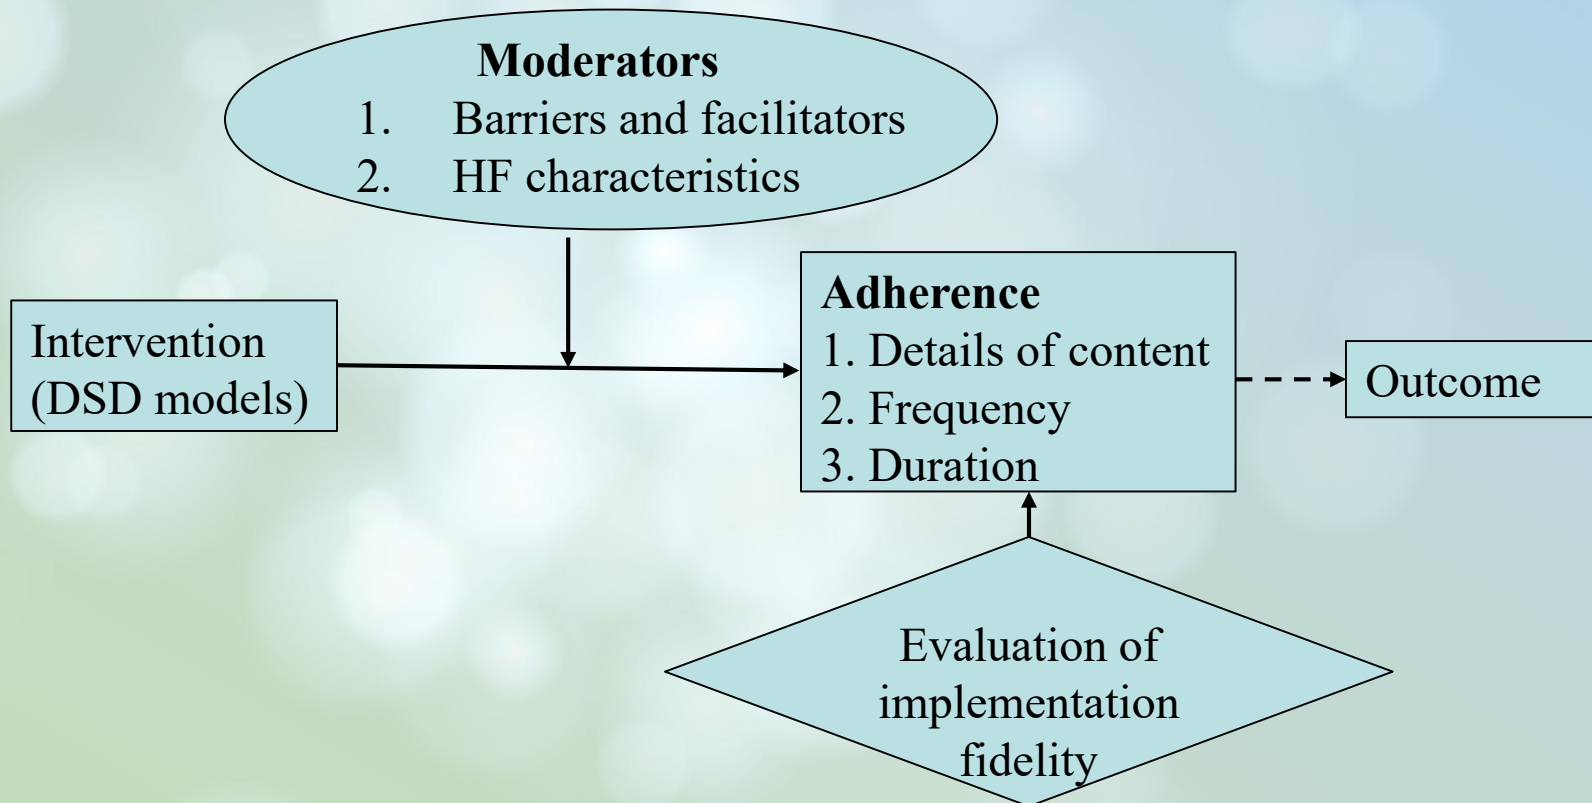 Moderators
1. Barriers and facilitators
2. HF characteristics
Intervention
(DSD models)
Adherence
1. Details of content
2. Frequency
3. Duration
Outcome
Evaluation of
implementation
fidelity